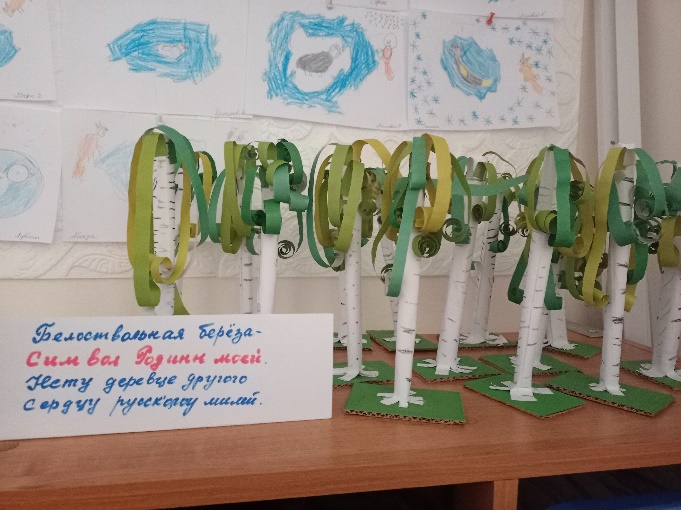 Белоствольная берёза-
Символ Родины моей.
Нету деревце другого
Сердцу русскому милей.